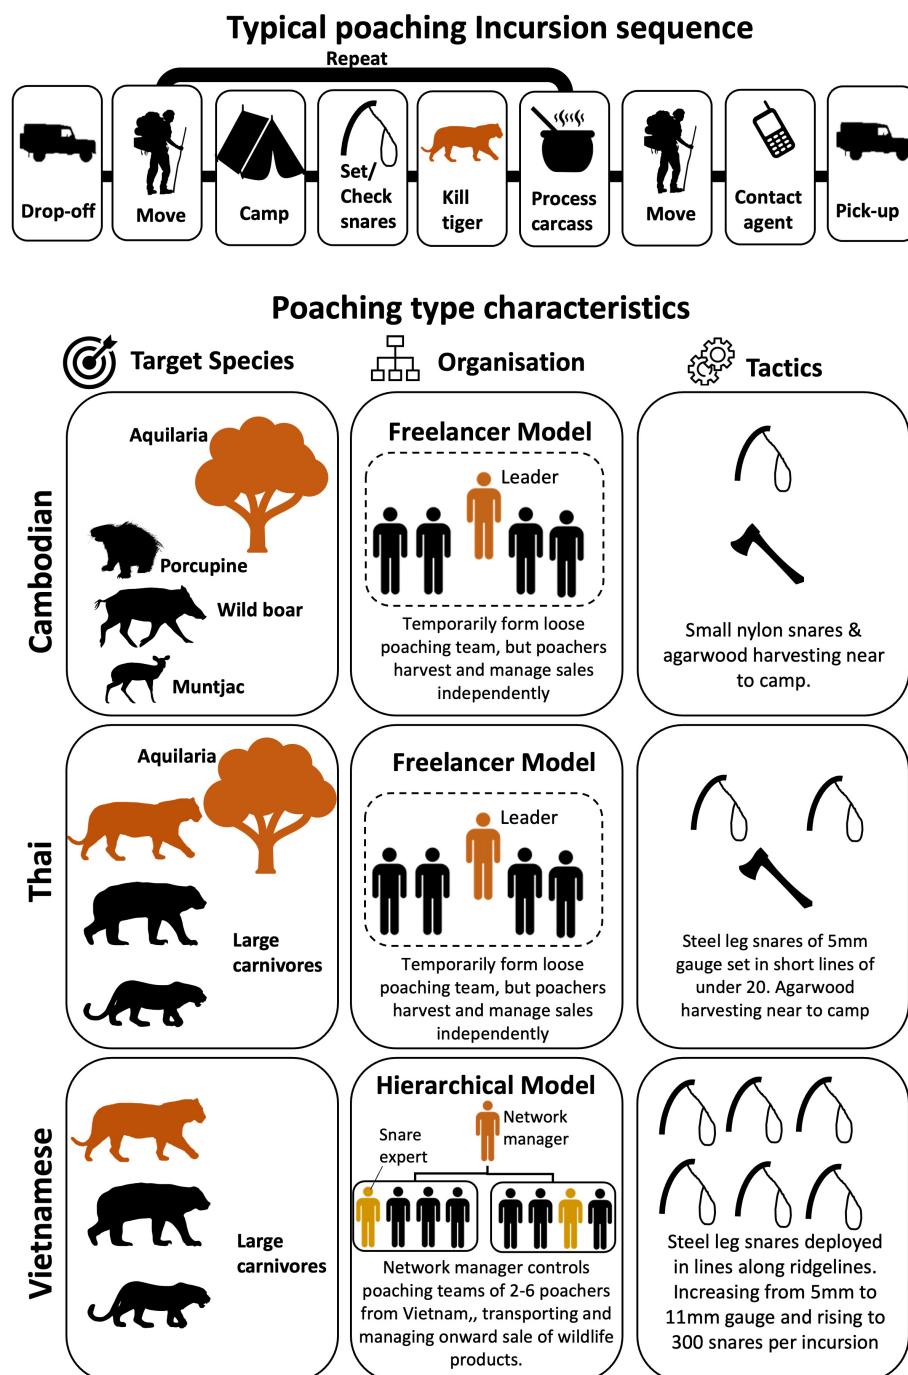 Typical poaching Incursion sequence
Repeat
Drop-off
Move
Camp
Set/
Check
snares
Kill
tiger
Process
carcass
Move
Contact
agent
Pick-up
Poaching type characteristics
Target Species
Organisation
Tactics
Cambodian
Aquilaria
Porcupine
Wild boar
Muntjac
Freelancer Model
Leader
Temporarily form loose
poaching team, but poachers
harvest and manage sales
independently
Small nylon snares &
agarwood harvesting near
to camp.
Thai
Aquilaria
Large
carnivores
Freelancer Model
Leader
Temporarily form loose
poaching team, but poachers
harvest and manage sales
independently
Steel leg snares of 5mm
gauge set in short lines of
under 20. Agarwood
harvesting near to camp
Vietnamese
Large
carnivores
Hierarchical Model
Network
manager
Snare
expert
Network manager controls
poaching teams of 2-6 poachers
from Vietnam,, transporting and
managing onward sale of wildlife
products.
Steel leg snares deployed
in lines along ridgelines.
Increasing from 5mm to
11mm gauge and rising to
300 snares per incursion